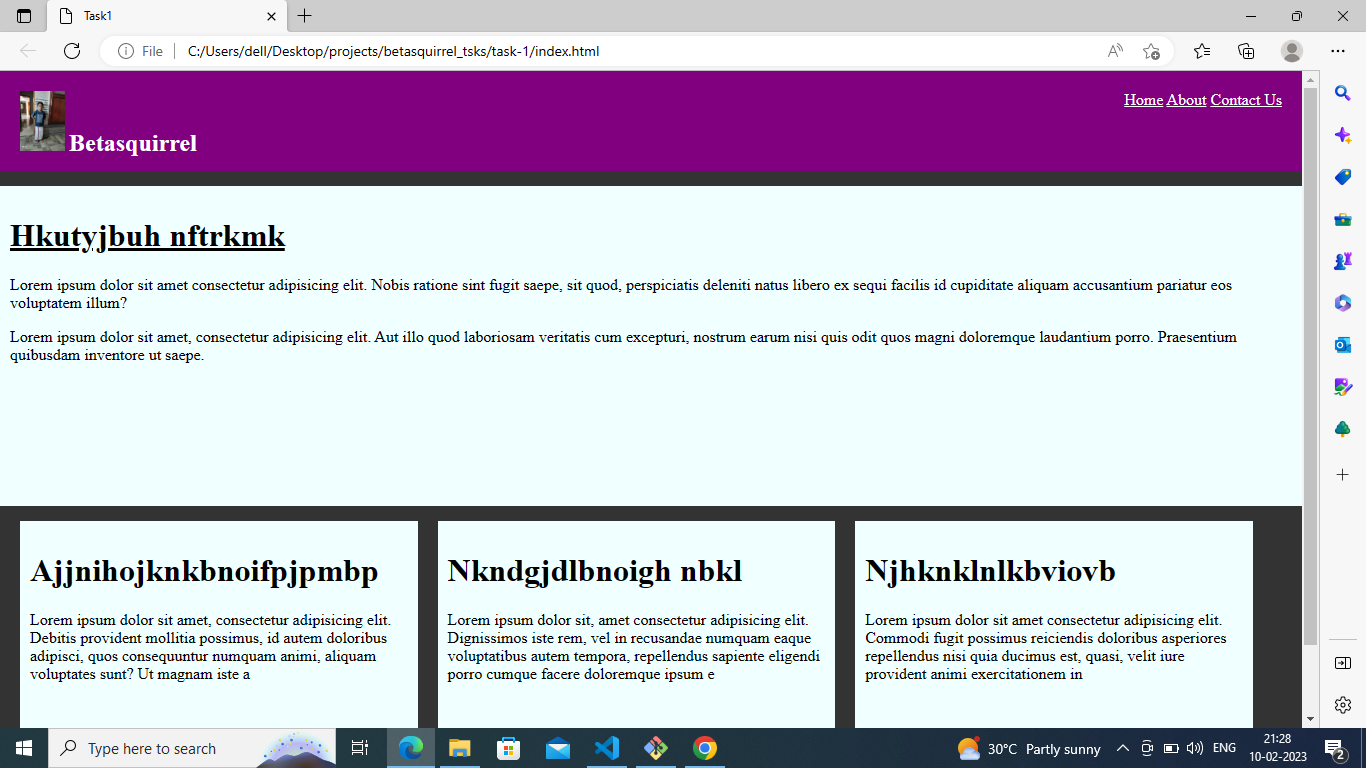 Task1
File
C:/Users/dell/Desktop/projects/betasquirrel_tsks/task-1/index.html
Home About Contact Us
Betasquirrel
Hkutyjbuh nftrkmk
Lorem ipsum dolor sit amet consectetur adipisicing elit. Nobis ratione sint fugit saepe, sit quod, perspiciatis deleniti natus libero ex sequi facilis id cupiditate aliquam accusantium pariatur eos
voluptatem illum?
Lorem ipsum dolor sit amet, consectetur adipisicing elit. Aut illo quod laboriosam veritatis cum excepturi, nostrum earum nisi quis odit quos magni doloremque laudantium porro. Praesentium
quibusdam inventore ut saepe.
Ajjnihojknkbnoifpjpmbp
Lorem ipsum dolor sit amet, consectetur adipisicing elit.
Debitis provident mollitia possimus, id autem doloribus
adipisci, quos consequuntur numquam animi, aliquam
voluptates sunt? Ut magnam iste a
Nkndgjdlbnoigh nbkl
Lorem ipsum dolor sit, amet consectetur adipisicing elit.
Dignissimos iste rem, vel in recusandae numquam eaque
voluptatibus autem tempora, repellendus sapiente eligendi
porro cumque facere doloremque ipsum e
Njhknklnlkbviovb
Lorem ipsum dolor sit amet consectetur adipisicing elit.
Commodi fugit possimus reiciendis doloribus asperiores
repellendus nisi quia ducimus est, quasi, velit iure
provident animi exercitationem in
Type here to search
30°C Partly sunny
ENG
21:28
10-02-2023
2